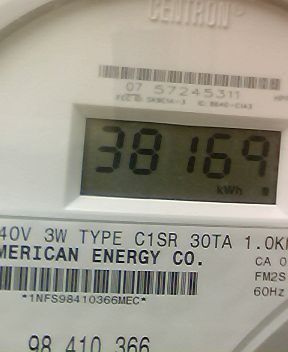 CENTRON®
07 57245311
38169
kWh
40V 3W TYPE C1SR 30TA 1.0K
MERICAN ENERGY CO.
CA 0
FM2S
60Hz
*1NFS98410366MEC*
98 410 366